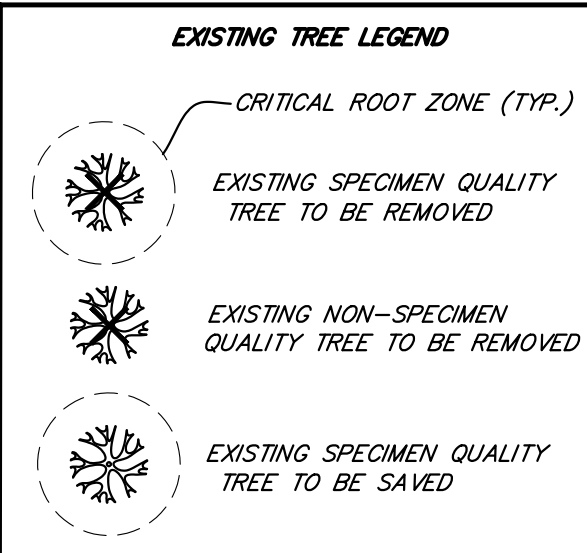 EXISTING TREE LEGEND
CRITICAL ROOT ZONE (TYP.)
EXISTING SPECIMEN QUALITY
TREE TO BE REMOVED
EXISTING NON–SPECIMEN
QUALITY TREE TO BE REMOVED
EXISTING SPECIMEN QUALITY
TREE TO BE SAVED